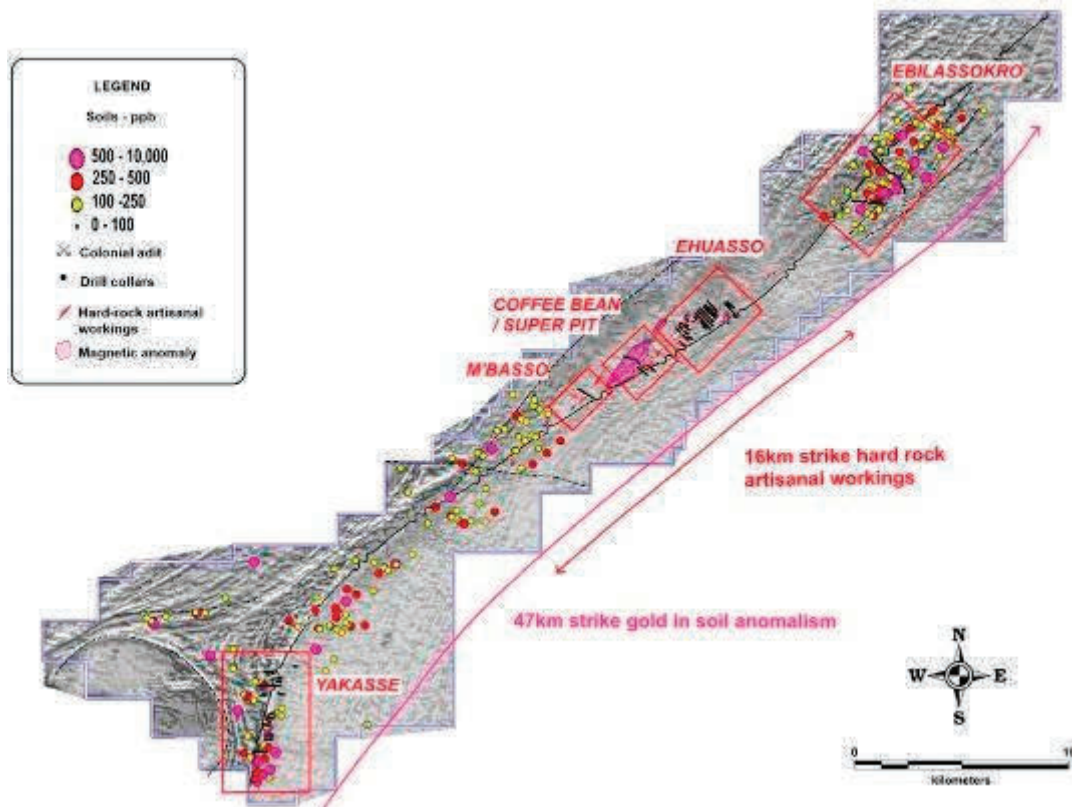 LEGEND
Soils - ppb
500 - 10,000
250 - 500
100 -250
0 - 100
Colonial adit
Drill collars
Hard-rock artisanal
workings
Magnetic anomaly
EBILASSOKRO
EHUASSO
COFFEE BEAN
/ SUPER PIT
M'BASSO
16km strike hard rock
artisanal workings
47km strike gold in soil anomalism
YAKASSE
N
W E
S
0 10
kilometers